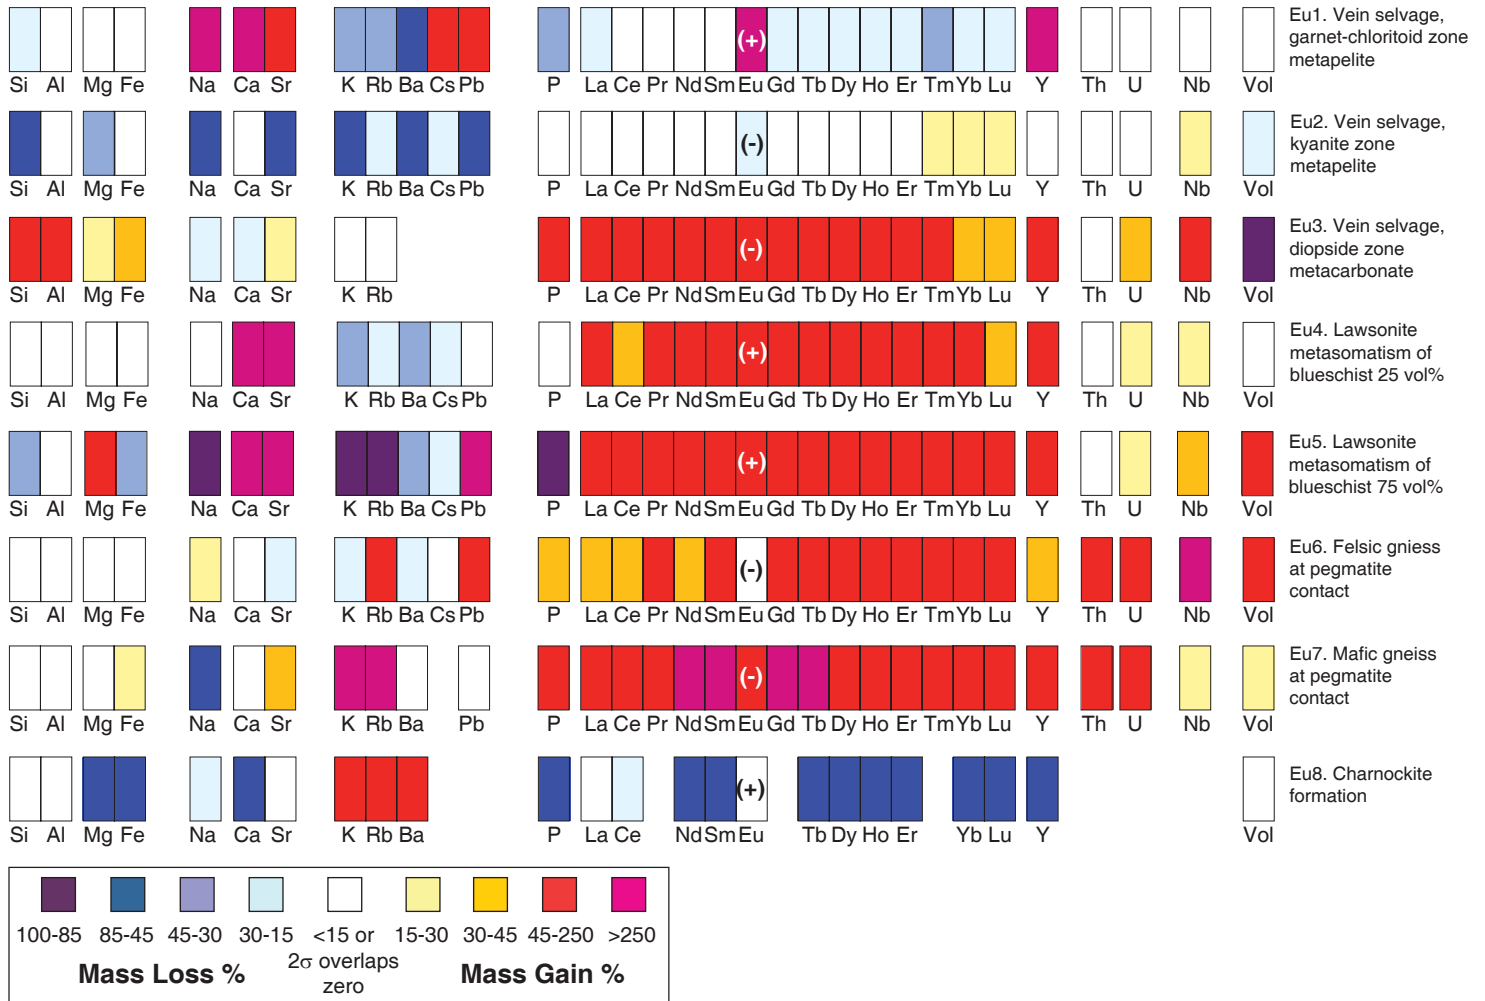 (+)
Si Al Mg Fe Na Ca Sr K Rb Ba Cs Pb P La Ce Pr Nd Sm Eu Gd Tb Dy Ho Er Tm Yb Lu Y Th U Nb Vol
Eu1. Vein selvage,
garnet-chloritoid zone
metapelite
(-)
Si Al Mg Fe Na Ca Sr K Rb Ba Cs Pb P La Ce Pr Nd Sm Eu Gd Tb Dy Ho Er Tm Yb Lu Y Th U Nb Vol
Eu2. Vein selvage,
kyanite zone
metapelite
(-)
Si Al Mg Fe Na Ca Sr K Rb P La Ce Pr Nd Sm Eu Gd Tb Dy Ho Er Tm Yb Lu Y Th U Nb Vol
Eu3. Vein selvage,
diopside zone
metacarbonate
(+)
Si Al Mg Fe Na Ca Sr K Rb Ba Cs Pb P La Ce Pr Nd Sm Eu Gd Tb Dy Ho Er Tm Yb Lu Y Th U Nb Vol
Eu4. Lawsonite
metasomatism of
blueschist 25 vol%
(+)
Si Al Mg Fe Na Ca Sr K Rb Ba Cs Pb P La Ce Pr Nd Sm Eu Gd Tb Dy Ho Er Tm Yb Lu Y Th U Nb Vol
Eu5. Lawsonite
metasomatism of
blueschist 75 vol%
(-)
Si Al Mg Fe Na Ca Sr K Rb Ba Cs Pb P La Ce Pr Nd Sm Eu Gd Tb Dy Ho Er Tm Yb Lu Y Th U Nb Vol
Eu6. Felsic gniess
at pegmatite
contact
(-)
Si Al Mg Fe Na Ca Sr K Rb Ba Pb P La Ce Pr Nd Sm Eu Gd Tb Dy Ho Er Tm Yb Lu Y Th U Nb Vol
Eu7. Mafic gneiss
at pegmatite
contact
(+)
Si Al Mg Fe Na Ca Sr K Rb Ba P La Ce Nd Sm Eu Tb Dy Ho Er Yb Lu Y Vol
Eu8. Charnockite
formation
100-85 85-45 45-30 30-15 <15 or 15-30 30-45 45-250 >250
2σ overlaps
zero
Mass Loss % Mass Gain %